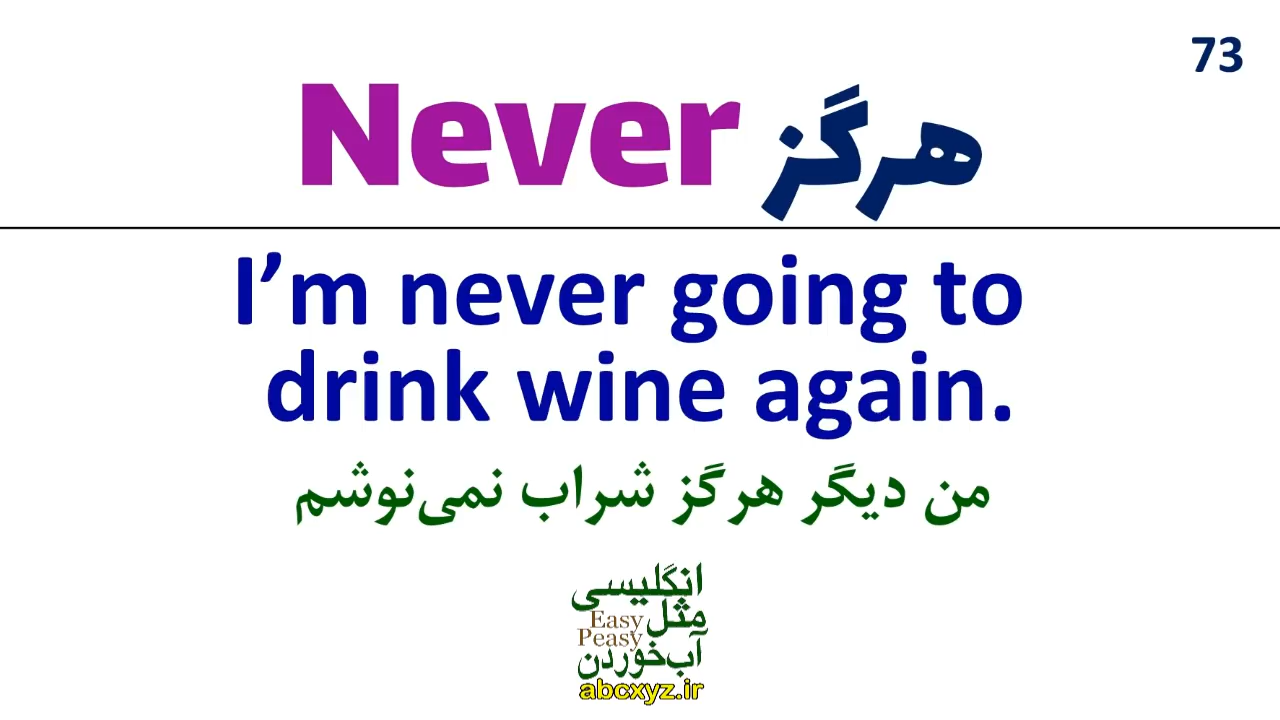 73
Never هرگز
I’m never going to
drink wine again.
من دیگر هرگز شراب نمی‌نوشم
انگلیسی
مثل
Easy
Peasy
آب‌خوردن
abcxyz.ir